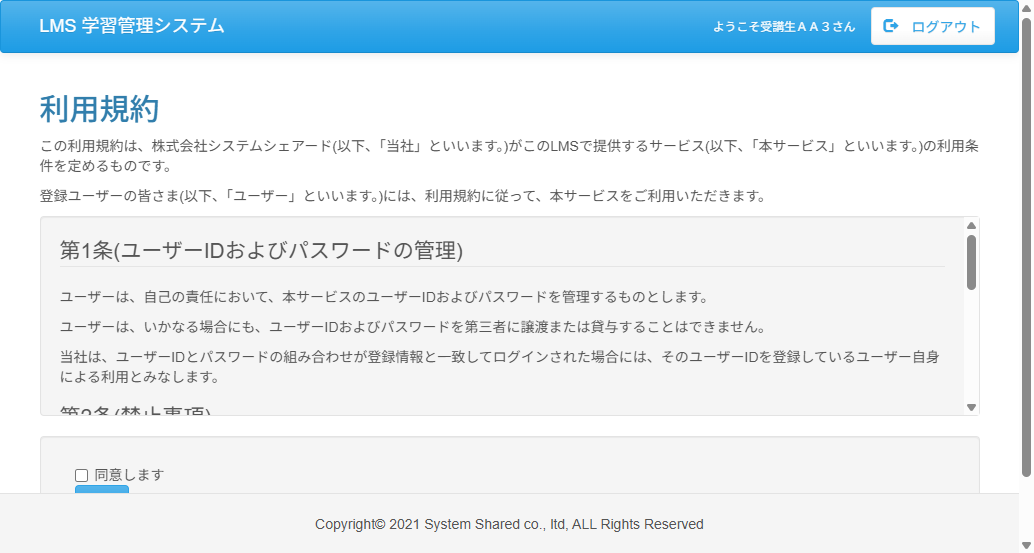 LMS 学習管理システム
ようこそ受講生ＡＡ３さん
ログアウト
利用規約
この利用規約は、株式会社システムシェアード(以下、「当社」といいます。)がこのLMSで提供するサービス(以下、「本サービス」といいます。)の利用条
件を定めるものです。
登録ユーザーの皆さま(以下、「ユーザー」といいます。)には、利用規約に従って、本サービスをご利用いただきます。
第1条(ユーザーIDおよびパスワードの管理)
ユーザーは、自己の責任において、本サービスのユーザーIDおよびパスワードを管理するものとします。
ユーザーは、いかなる場合にも、ユーザーIDおよびパスワードを第三者に譲渡または貸与することはできません。
当社は、ユーザーIDとパスワードの組み合わせが登録情報と一致してログインされた場合には、そのユーザーIDを登録しているユーザー自身
による利用とみなします。
第2条(禁止事項)
同意します
Copyright© 2021 System Shared co., ltd, ALL Rights Reserved